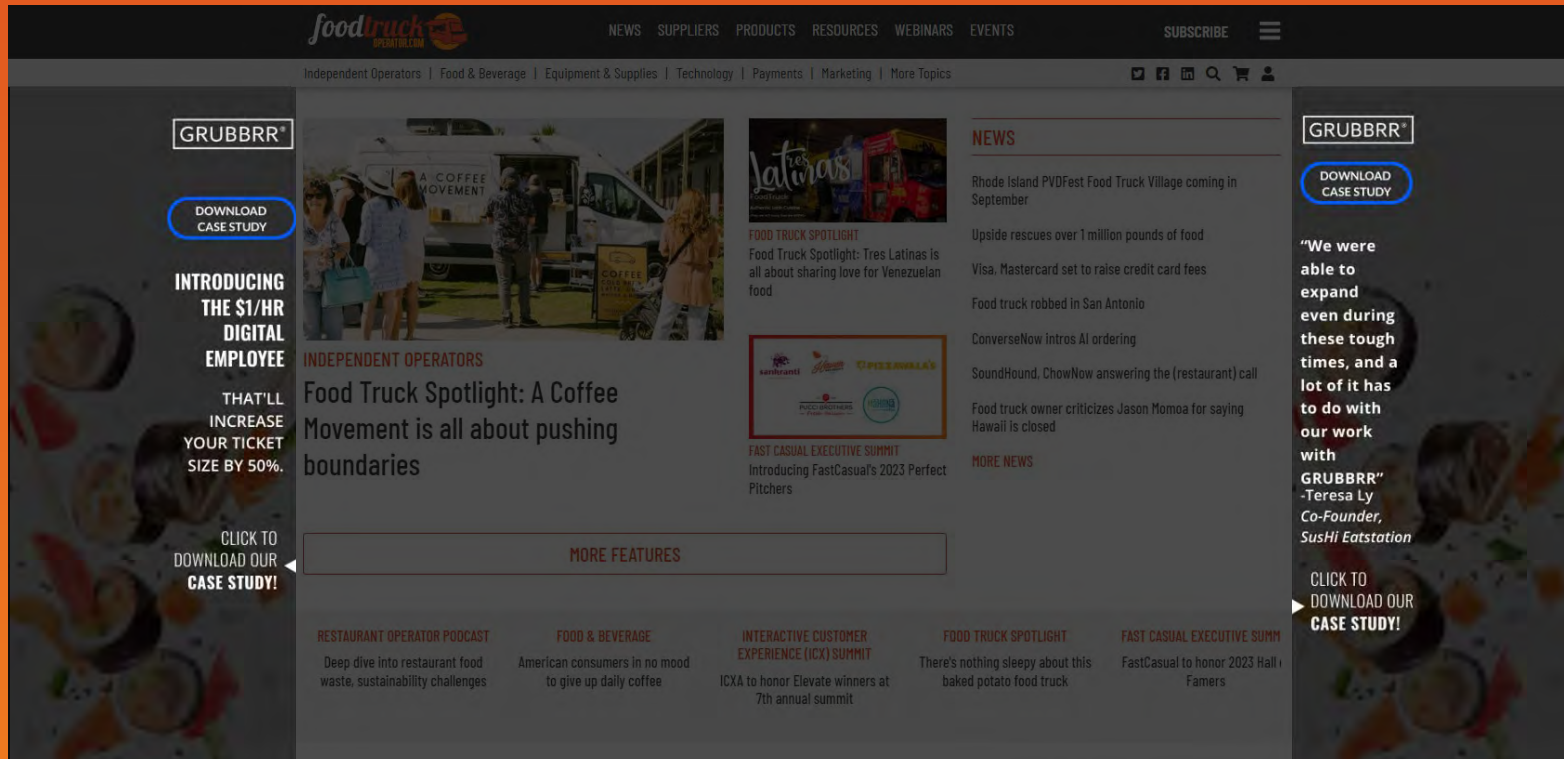 foodtruck
OPERATOR.COM
NEWS SUPPLIERS PRODUCTS RESOURCES WEBINARS EVENTS
SUBSCRIBE
Independent Operators | Food & Beverage | Equipment & Supplies | Technology | Payments | Marketing | More Topics
GRUBBRR®
DOWNLOAD
CASE STUDY
INTRODUCING
THE $1/HR
DIGITAL
EMPLOYEE
THAT'LL
INCREASE
YOUR TICKET
SIZE BY 50%.
CLICK TO
DOWNLOAD OUR
CASE STUDY!
A COFFEE
MOVEMENT
COFFEE
INDEPENDENT OPERATORS
Food Truck Spotlight: A Coffee
Movement is all about pushing
boundaries
tres
Latinas
FOOD TRUCK SPOTLIGHT
Food Truck Spotlight: Tres Latinas is
all about sharing love for Venezuelan
food
sankranti
PIZZAWALLA'S
PUCCI BROTHERS
FAST CASUAL EXECUTIVE SUMMIT
Introducing FastCasual's 2023 Perfect
Pitchers
MORE FEATURES
NEWS
Rhode Island PVDFest Food Truck Village coming in
September
Upside rescues over 1 million pounds of food
Visa, Mastercard set to raise credit card fees
Food truck robbed in San Antonio
ConverseNow intros AI ordering
SoundHound, ChowNow answering the (restaurant) call
Food truck owner criticizes Jason Momoa for saying
Hawaii is closed
MORE NEWS
RESTAURANT OPERATOR PODCAST
Deep dive into restaurant food
waste, sustainability challenges
FOOD & BEVERAGE
American consumers in no mood
to give up daily coffee
INTERACTIVE CUSTOMER
EXPERIENCE (ICX) SUMMIT
ICXA to honor Elevate winners at
7th annual summit
FOOD TRUCK SPOTLIGHT
There's nothing sleepy about this
baked potato food truck
FAST CASUAL EXECUTIVE SUMM
FastCasual to honor 2023 Hall
Famers
GRUBBRR®
DOWNLOAD
CASE STUDY
"We were
able to
expand
even during
these tough
times, and a
lot of it has
to do with
our work
with
GRUBBRR"
-Teresa Ly
Co-Founder,
SusHi Eatstation
CLICK TO
DOWNLOAD OUR
CASE STUDY!